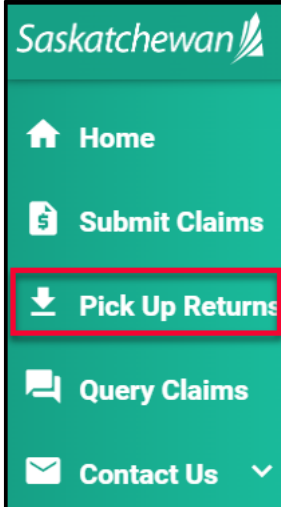 Saskatchewan
Home
Submit Claims
Pick Up Returns
Query Claims
Contact Us